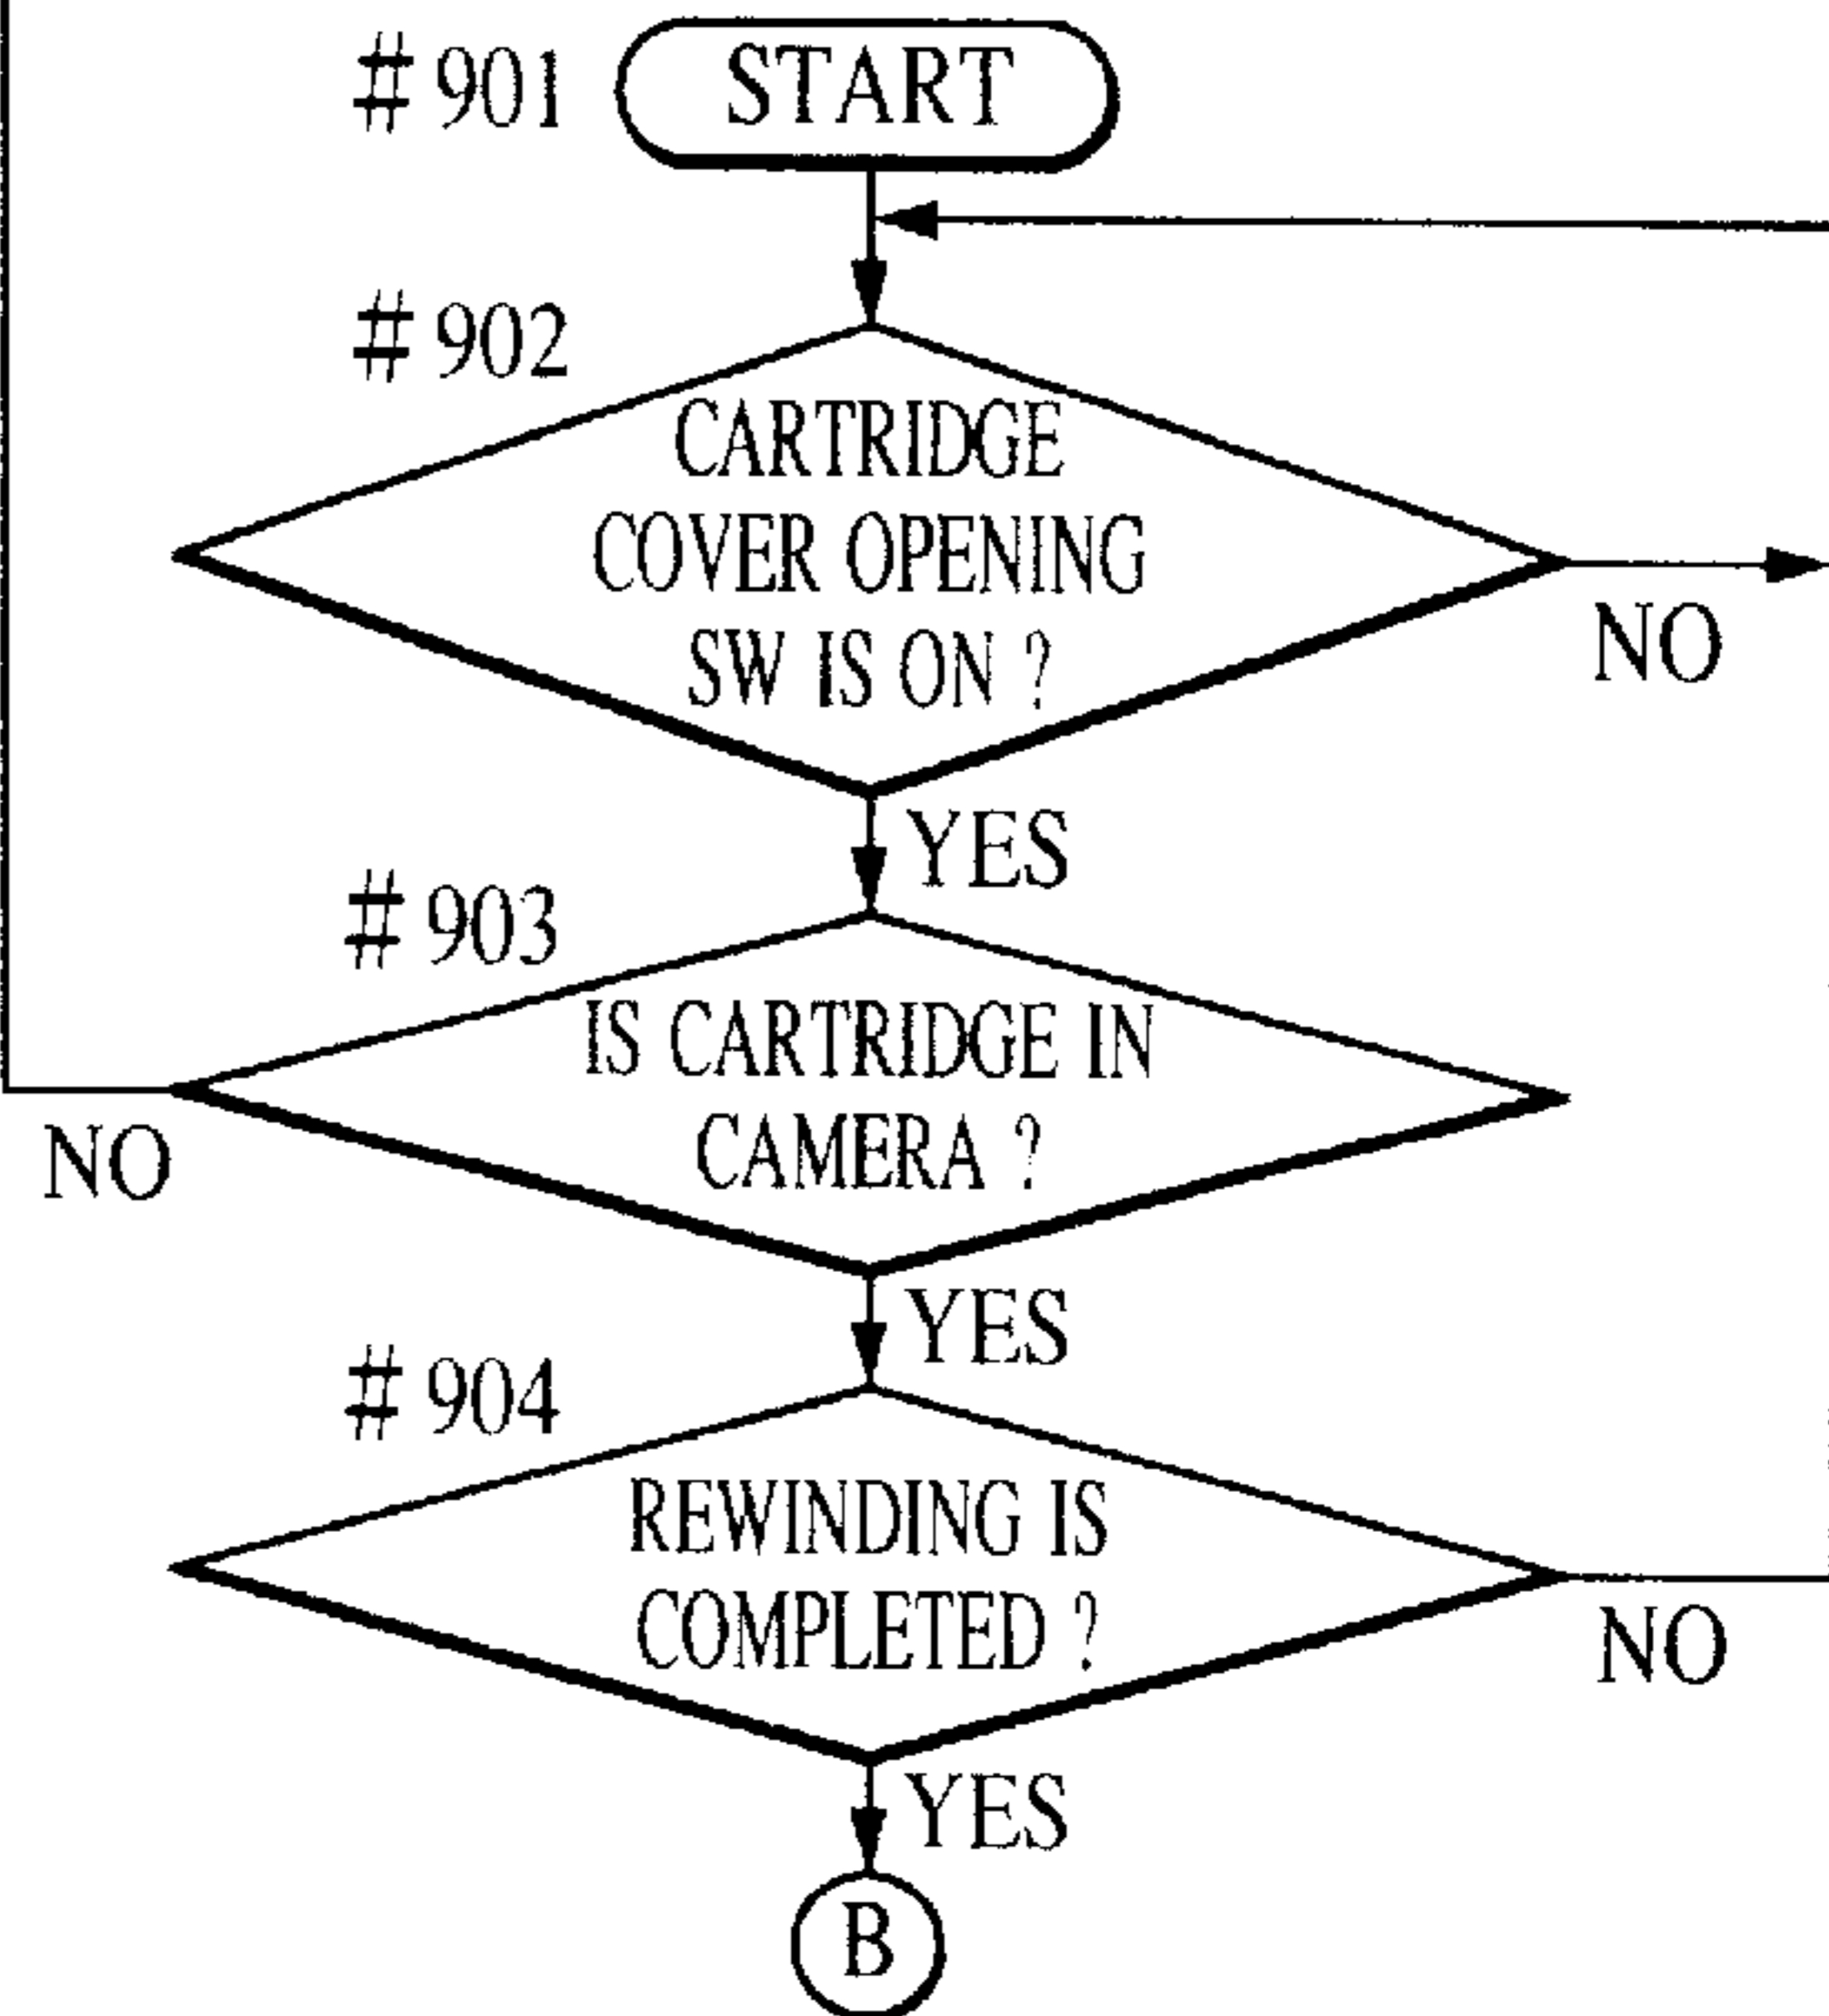 # 901 START
# 902
CARTRIDGE
COVER OPENING
SW IS ON ?
NO
YES
# 903
IS CARTRIDGE IN
CAMERA ?
NO
YES
# 904
REWINDING IS
COMPLETED ?
NO
YES
B